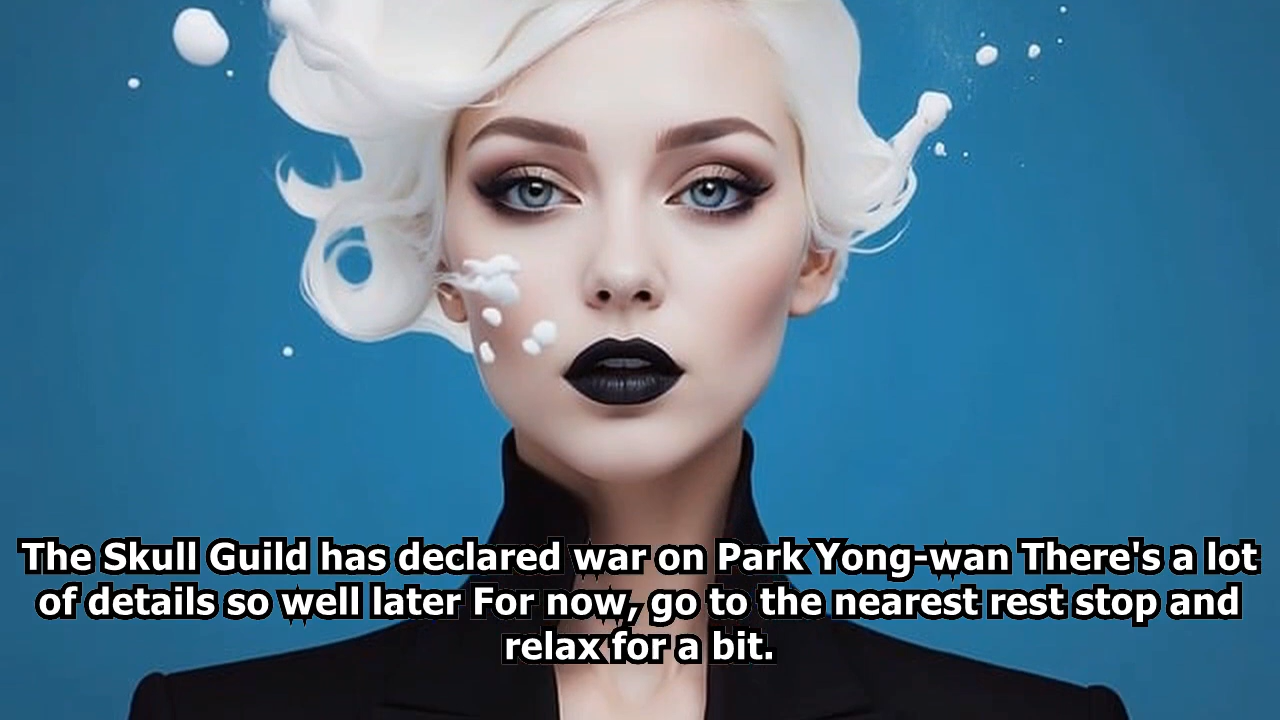 The Skull Guild has declared war on Park Yong-wan There's a lot
of details so well later For now, go to the nearest rest stop and
relax for a bit.